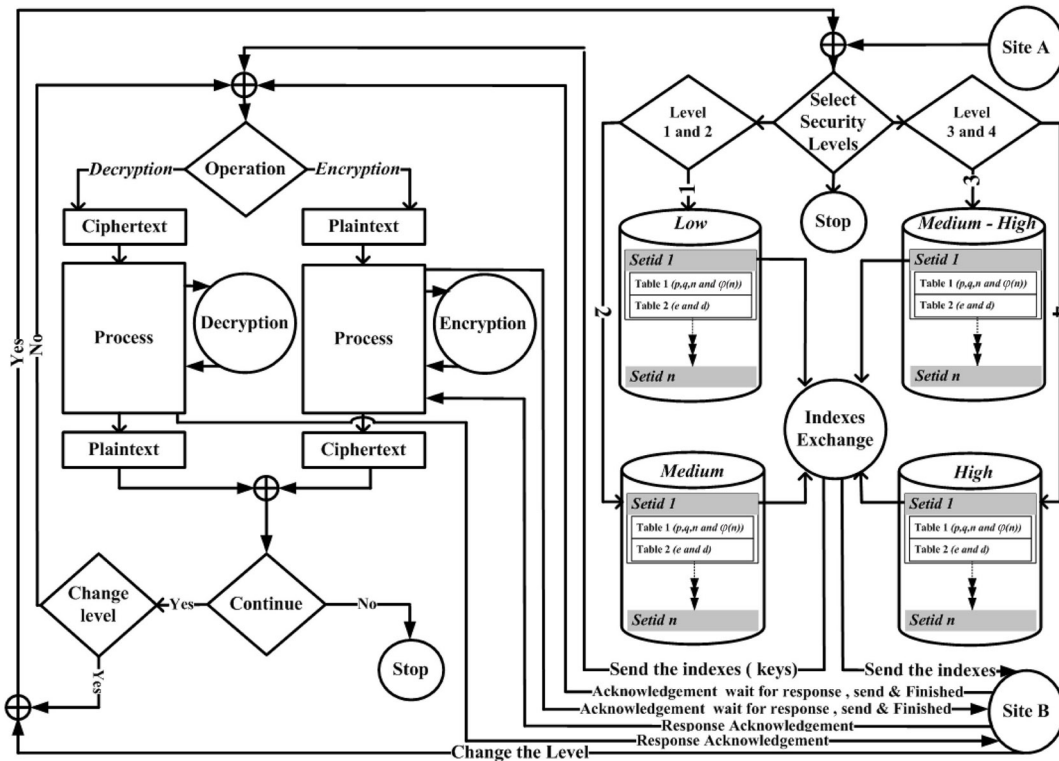 Site A
Level
1 and 2
Select
Security
Levels
Level
3 and 4
Operation
Decryption
Encryption
1
3
2
4
Stop
Ciphertext
Plaintext
Low
Setid 1
Table 1 (p,q,n and φ(n))
Table 2 (e and d)
Setid n
Medium - High
Setid 1
Table 1 (p,q,n and φ(n))
Table 2 (e and d)
Setid n
Process
Decryption
Process
Encryption
Yes
No
Indexes
Exchange
Plaintext
Ciphertext
Medium
Setid 1
Table 1 (p,q,n and φ(n))
Table 2 (e and d)
Setid n
High
Setid 1
Table 1 (p,q,n and φ(n))
Table 2 (e and d)
Setid n
Change
level
Yes
Continue
No
Stop
Yes
Send the indexes ( keys)
Send the indexes
Acknowledgement wait for response , send & Finished
Acknowledgement wait for response , send & Finished
Response Acknowledgement
Response Acknowledgement
Site B
Change the Level